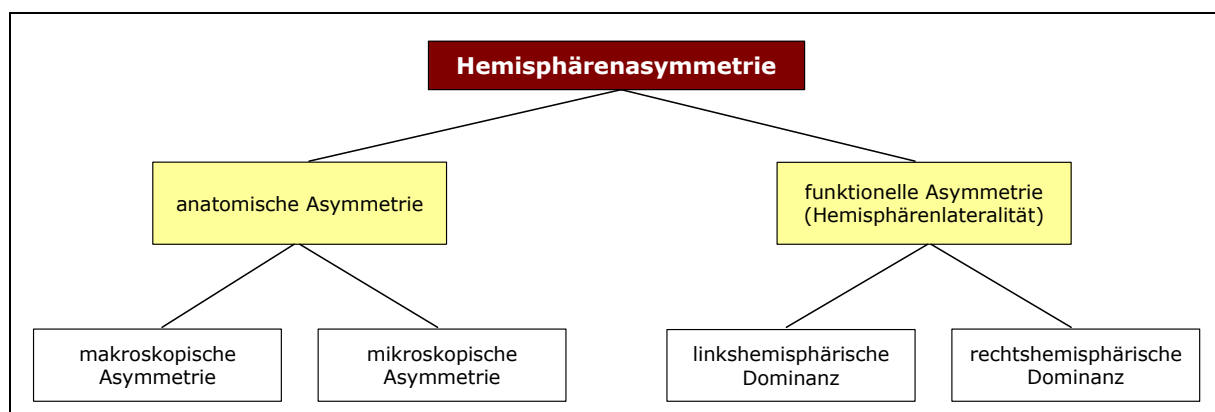 Hemisphärenasymmetrie
anatomische Asymmetrie
funktionelle Asymmetrie
(Hemisphärenlateralität)
makroskopische
Asymmetrie
mikroskopische
Asymmetrie
linkshemisphärische
Dominanz
rechtshemisphärische
Dominanz